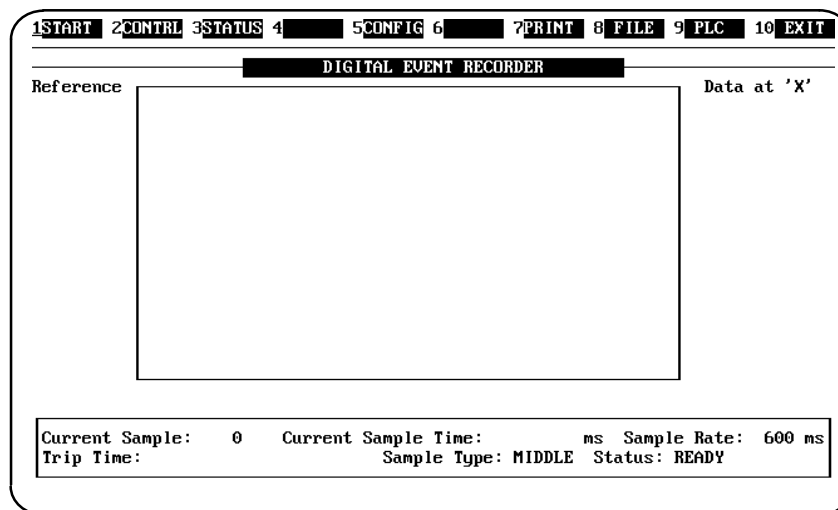 1START 2CONTRL 3STATUS 4 5CONFIG 6 7PRINT 8 FILE 9 PLC 10 EXIT
DIGITAL EVENT RECORDER
Reference Data at 'X'
Current Sample: 0 Current Sample Time: ms Sample Rate: 600 ms
Trip Time: Sample Type: MIDDLE Status: READY